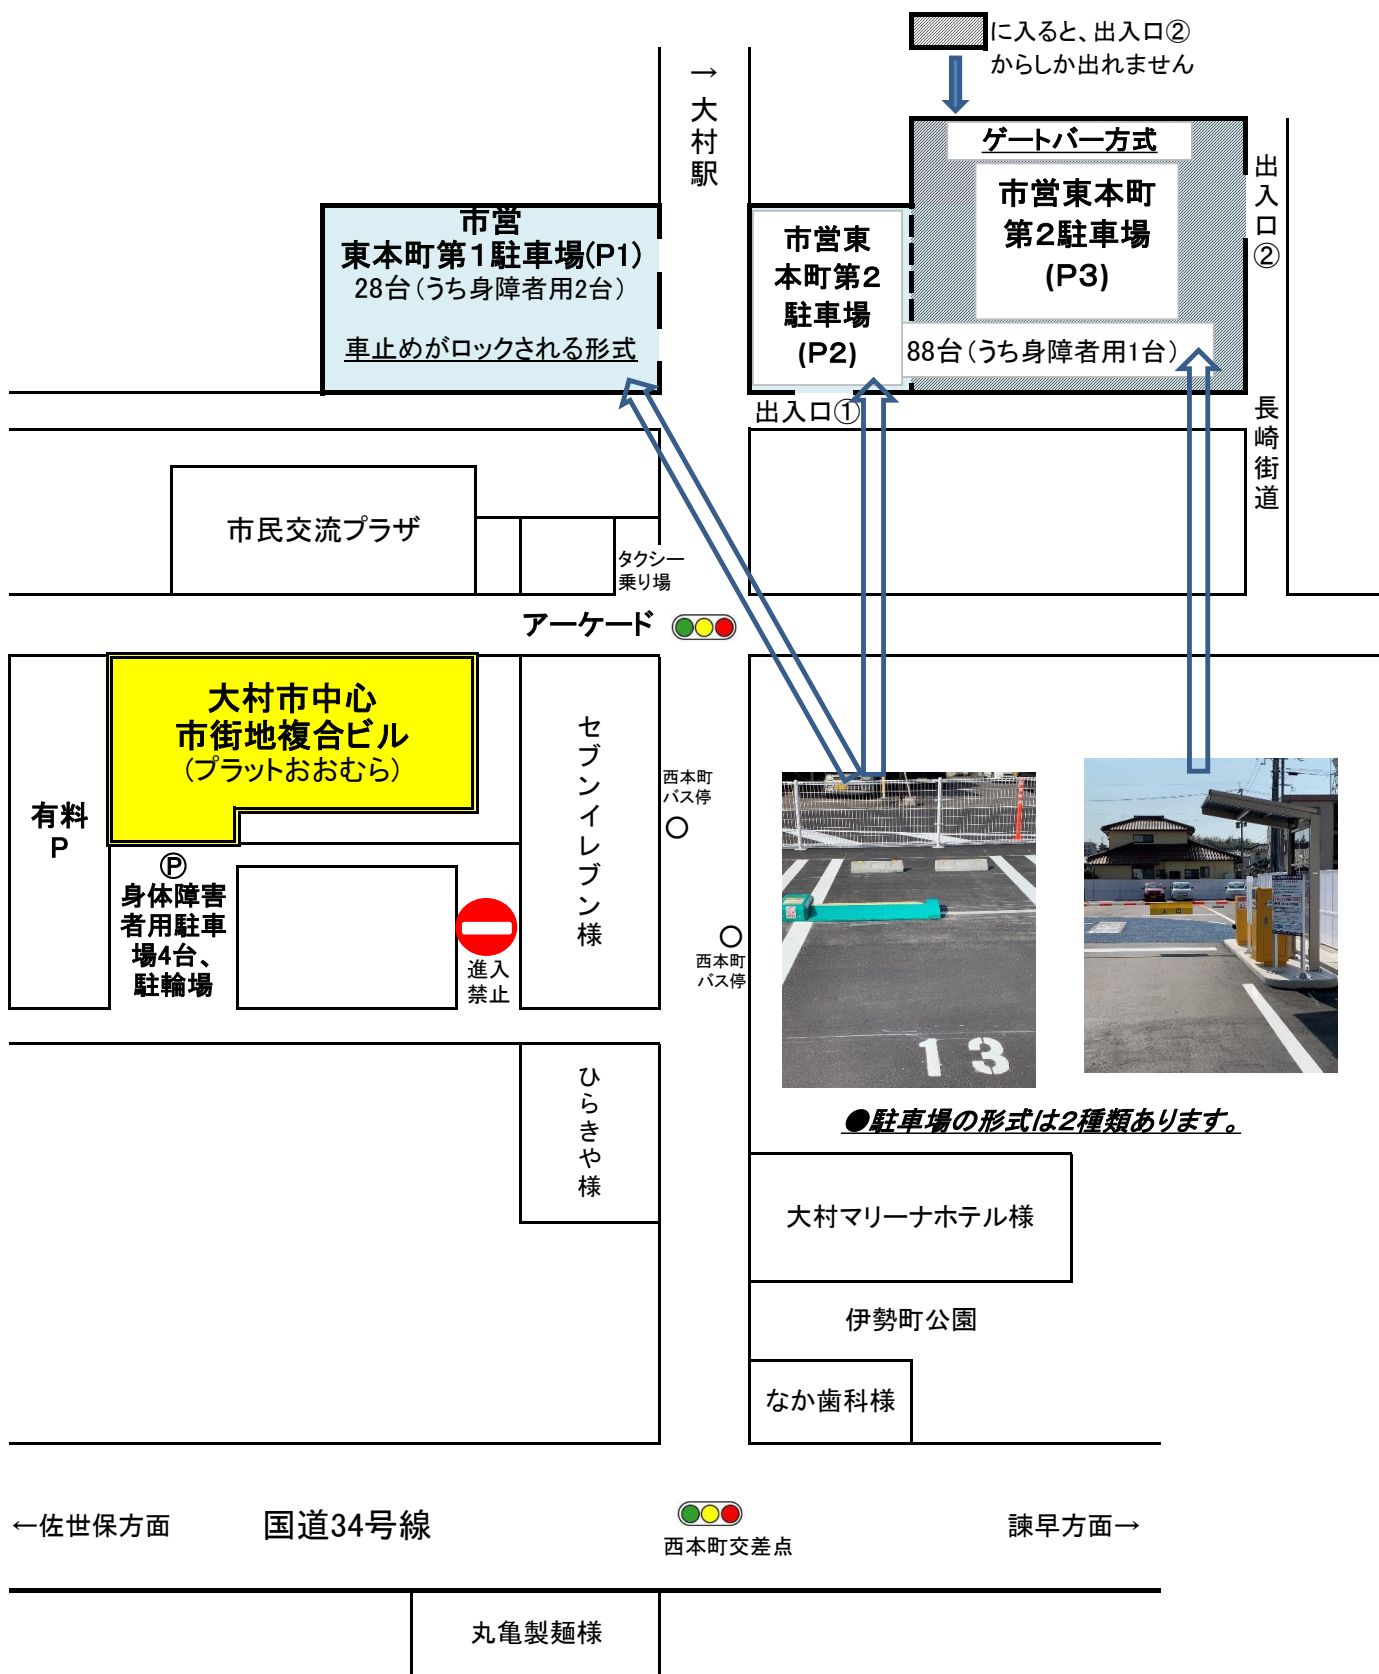 に入ると、出入口②
からしか出れません
→大村駅
ゲートバー方式
市営東本町
第2駐車場
(P3)
出入口②
市営
東本町第1駐車場(P1)
28台(うち身障者用2台)
車止めがロックされる形式
市営東
本町第2
駐車場
(P2)
88台(うち身障者用1台)
出入口①
長崎街道
市民交流プラザ
タクシー
乗り場
アーケード
大村市中心
市街地複合ビル
(プラットおおむら)
有料
P
Ⓟ
身体障害
者用駐車
場4台、
駐輪場
進入
禁止
セブンイレブン様
西本町
バス停
西本町
バス停
入口
13
●駐車場の形式は2種類あります。
ひらきや様
大村マリーナホテル様
伊勢町公園
なか歯科様
←佐世保方面
国道34号線
西本町交差点
諫早方面→
丸亀製麺様